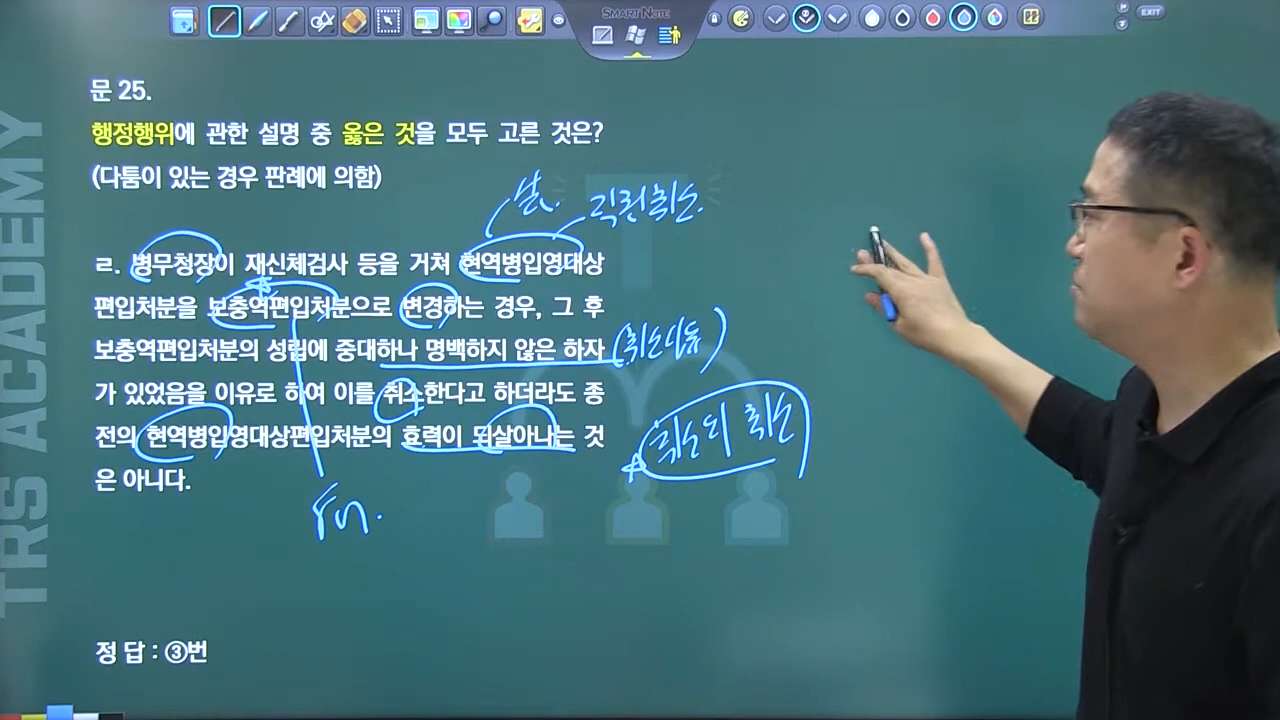 SMART NOTE
EXIT
TRS ACADEMY
문 25.
행정행위에 관한 설명 중 옳은 것을 모두 고른 것은?
(다툼이 있는 경우 판례에 의함)
직권취소.
ㄹ. 병무청장이 재신체검사 등을 거쳐 현역병입영대상
편입처분을 보충역편입처분으로 변경하는 경우, 그 후
보충역편입처분의 성립에 중대하나 명백하지 않은 하자
가 있었음을 이유로 하여 이를 취소한다고 하더라도 종
전의 현역병입영대상편입처분의 효력이 되살아나는 것
은 아니다.
취소의 취소
정 답 : ③번